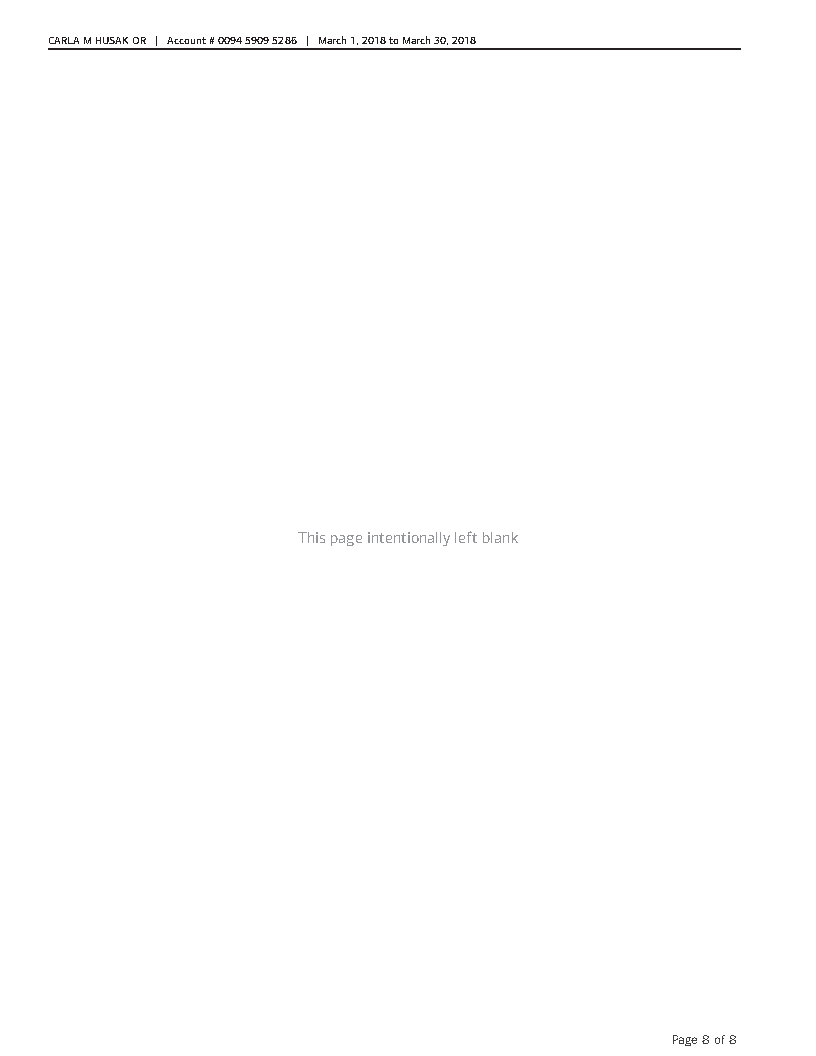 CARLA M HUSAK OR | Account # 0094 5909 5286 | March 1, 2018 to March 30, 2018
This page intentionally left blank
Page 8 of 8